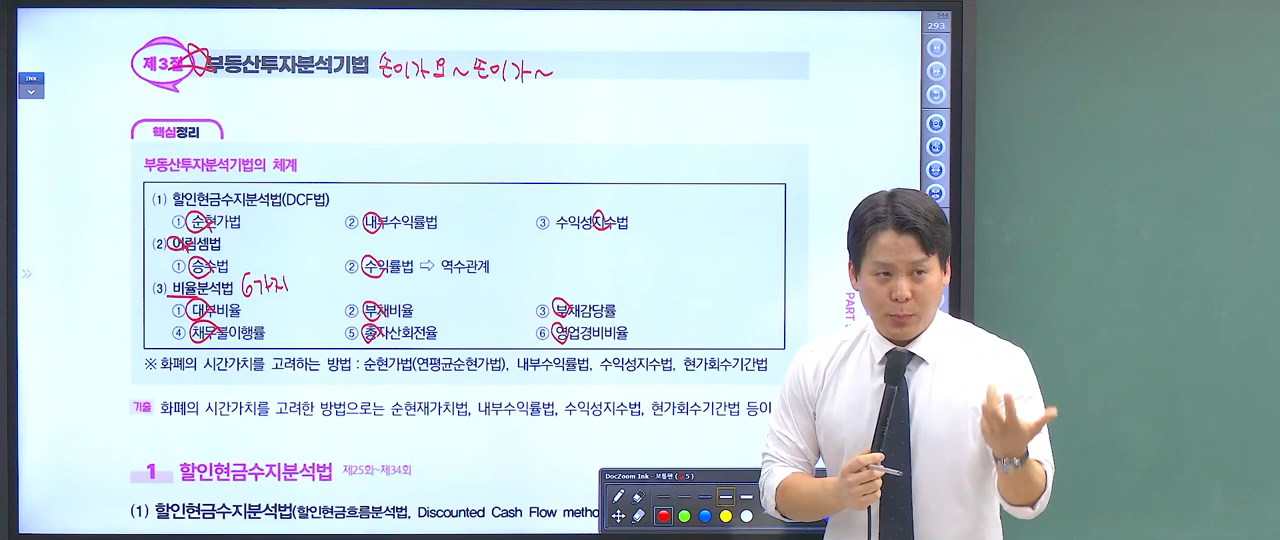 544
293
INK
제3절 부동산투자분석기법 손이가요~손이가~
핵심정리
부동산투자분석기법의 체계
(1) 할인현금수지분석법(DCF법)
① 순현가법 ② 내부수익률법 ③ 수익성지수법
(2) 어림셈법
① 승수법 ② 수익률법 ⇨ 역수관계
(3) 비율분석법 6가지
① 대부비율 ② 부채비율 ③ 부채감당률
④ 채무불이행률 ⑤ 총자산회전율 ⑥ 영업경비비율
※ 화폐의 시간가치를 고려하는 방법 : 순현가법(연평균순현가법), 내부수익률법, 수익성지수법, 현가회수기간법
기출 화폐의 시간가치를 고려한 방법으로는 순현재가치법, 내부수익률법, 수익성지수법, 현가회수기간법 등이
1 할인현금수지분석법 제25회~제34회
(1) 할인현금수지분석법(할인현금흐름분석법, Discounted Cash Flow metho
PART
DocZoom Ink - 보통펜 ( 5 )